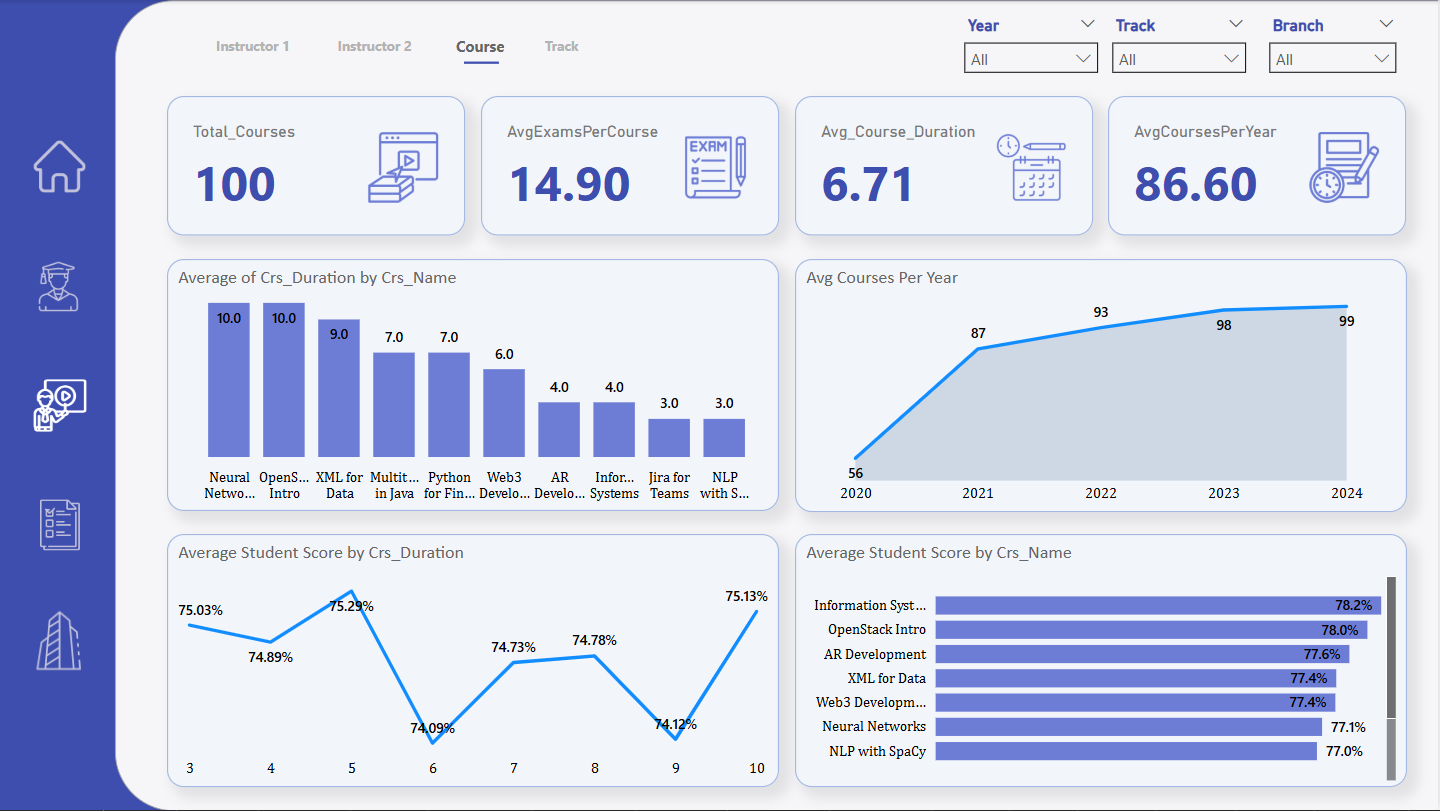 Instructor 1
Instructor 2
Course
Track
Year
Track
Branch
All
All
All
Total_Courses
100
AvgExamsPerCourse
14.90
EXAM
Avg_Course_Duration
6.71
AvgCoursesPerYear
86.60
Average of Crs_Duration by Crs_Name
10.0
10.0
9.0
7.0
7.0
6.0
4.0
4.0
3.0
3.0
Neural
Netwo...
OpenS...
Intro
XML for
Data
Multit...
in Java
Python
for Fin...
Web3
Develo...
AR
Develo...
Infor...
Systems
Jira for
Teams
NLP
with S...
Avg Courses Per Year
56
87
93
98
99
2020
2021
2022
2023
2024
Average Student Score by Crs_Duration
75.03%
74.89%
75.29%
74.09%
74.73%
74.78%
74.12%
75.13%
3
4
5
6
7
8
9
10
Average Student Score by Crs_Name
Information Syst... 78.2%
OpenStack Intro 78.0%
AR Development 77.6%
XML for Data 77.4%
Web3 Developm... 77.4%
Neural Networks 77.1%
NLP with SpaCy 77.0%